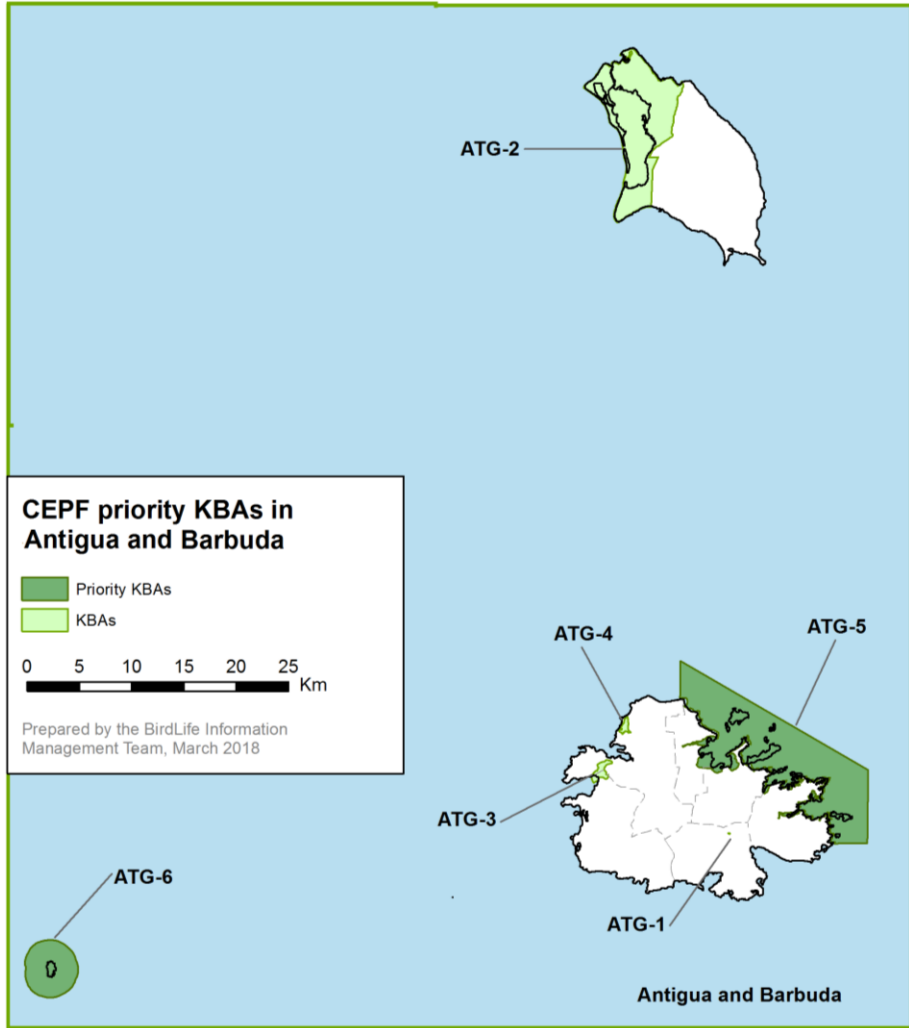 ATG-2
CEPF priority KBAs in
Antigua and Barbuda
Priority KBAs
KBAs
0 5 10 15 20 25
Km
Prepared by the BirdLife Information
Management Team, March 2018
ATG-4
ATG-5
ATG-3
ATG-6
ATG-1
Antigua and Barbuda